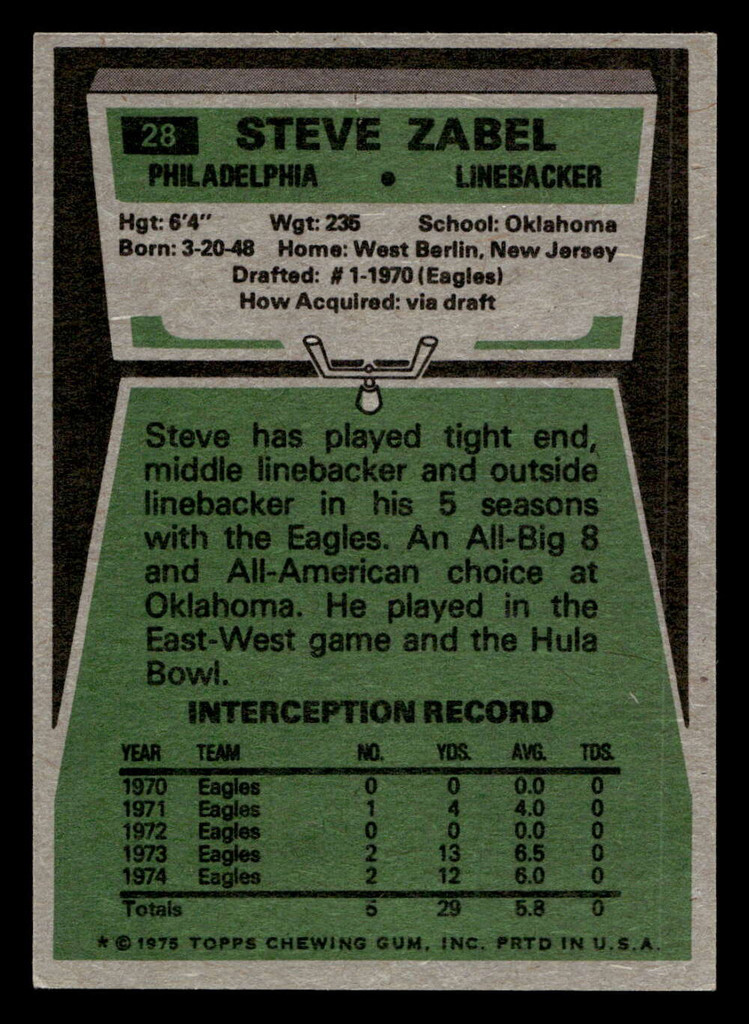 28 STEVE ZABEL
PHILADELPHIA • LINEBACKER
Hgt: 6'4" Wgt: 235 School: Oklahoma
Born: 3-20-48 Home: West Berlin, New Jersey
Drafted: #1-1970 (Eagles)
How Acquired: via draft
Steve has played tight end,
middle linebacker and outside
linebacker in his 5 seasons
with the Eagles. An All-Big 8
and All-American choice at
Oklahoma. He played in the
East-West game and the Hula
Bowl.
INTERCEPTION RECORD
YEAR TEAM NO. YDS. AVG. TDS.
1970 Eagles 0 0 0.0 0
1971 Eagles 1 4 4.0 0
1972 Eagles 0 0 0.0 0
1973 Eagles 2 13 6.5 0
1974 Eagles 2 12 6.0 0
Totals 5 29 5.8 0
* © 1975 TOPPS CHEWING GUM, INC. PRTD IN U.S.A.